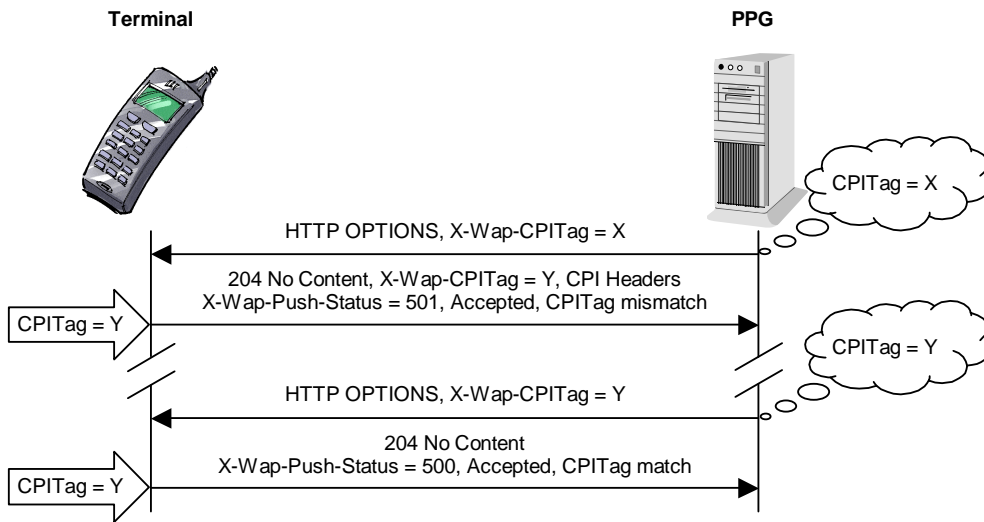 Terminal
PPG
CPITag = X
HTTP OPTIONS, X-Wap-CPITag = X
204 No Content, X-Wap-CPITag = Y, CPI Headers
X-Wap-Push-Status = 501, Accepted, CPITag mismatch
CPITag = Y
CPITag = Y
HTTP OPTIONS, X-Wap-CPITag = Y
204 No Content
X-Wap-Push-Status = 500, Accepted, CPITag match
CPITag = Y